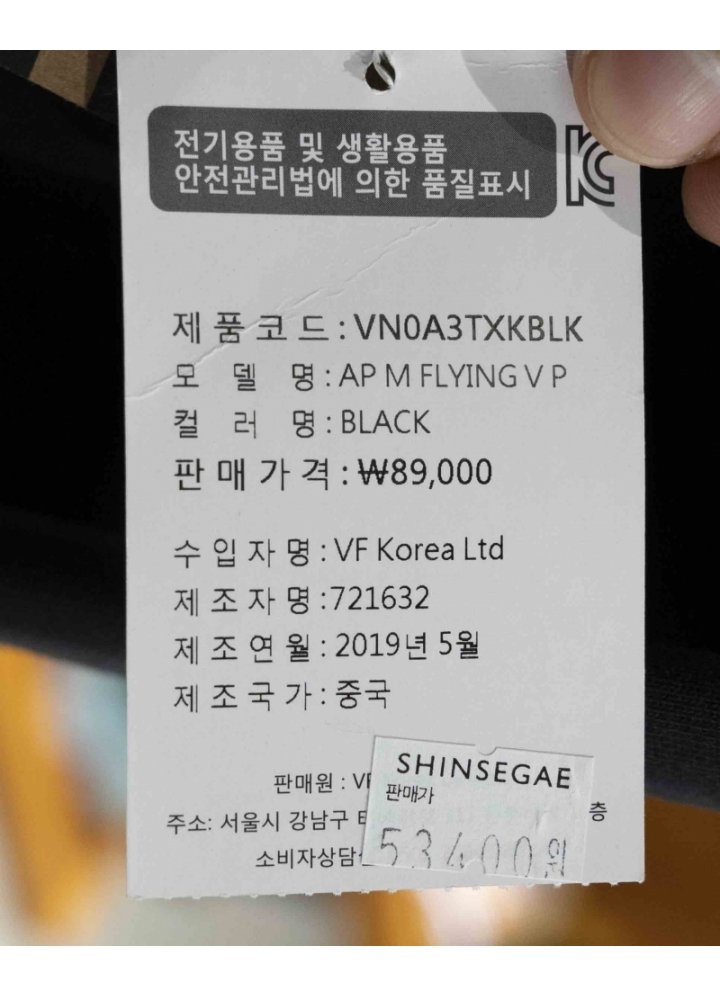 전기용품 및 생활용품
안전관리법에 의한 품질표시
제품코드 : VN0A3TXKBLK
모 델 명 : AP M FLYING V P
컬 러 명 : BLACK
판매가격 : ₩89,000
수입자명 : VF Korea Ltd
제조자명 :721632
제조연월 : 2019년 5월
제조국가 : 중국
판매원 :
주소: 서울시 강남구
층
소비자상담
SHINSEGAE
판매가
53400원